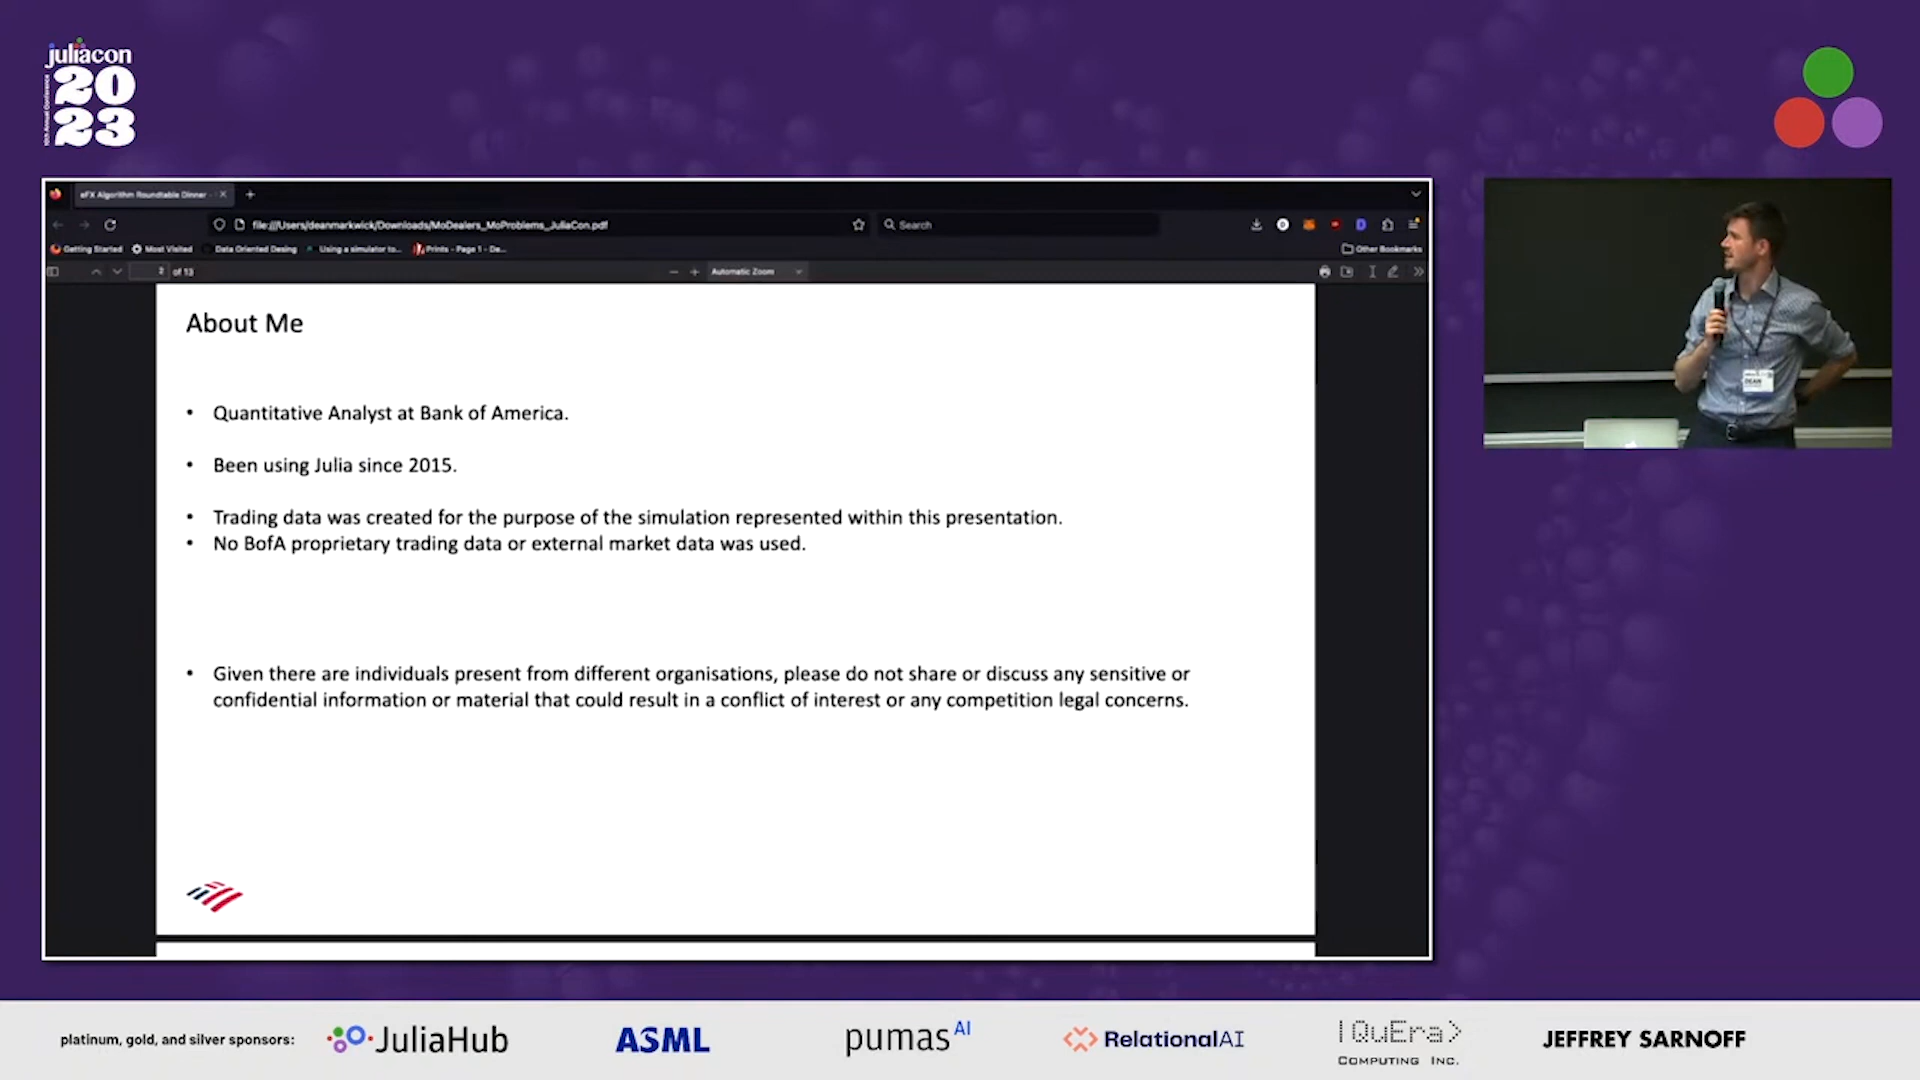 juliacon
10th Annual Conference
20
23
eFX Algorithm Roundtable Dinner -
file:///Users/deanmarkwick/Downloads/MoDealers_MoProblems_JuliaCon.pdf
Search
Getting Started
Most Visited
Data Oriented Desing
Using a simulator to...
Prints - Page 1 - De...
Other Bookmarks
2 of 13
Automatic Zoom
About Me
• Quantitative Analyst at Bank of America.
• Been using Julia since 2015.
• Trading data was created for the purpose of the simulation represented within this presentation.
• No BofA proprietary trading data or external market data was used.
• Given there are individuals present from different organisations, please do not share or discuss any sensitive or
confidential information or material that could result in a conflict of interest or any competition legal concerns.
DEAN
platinum, gold, and silver sponsors:
JuliaHub
ASML
pumas AI
RelationalAI
|QuEra>
COMPUTING INC.
JEFFREY SARNOFF